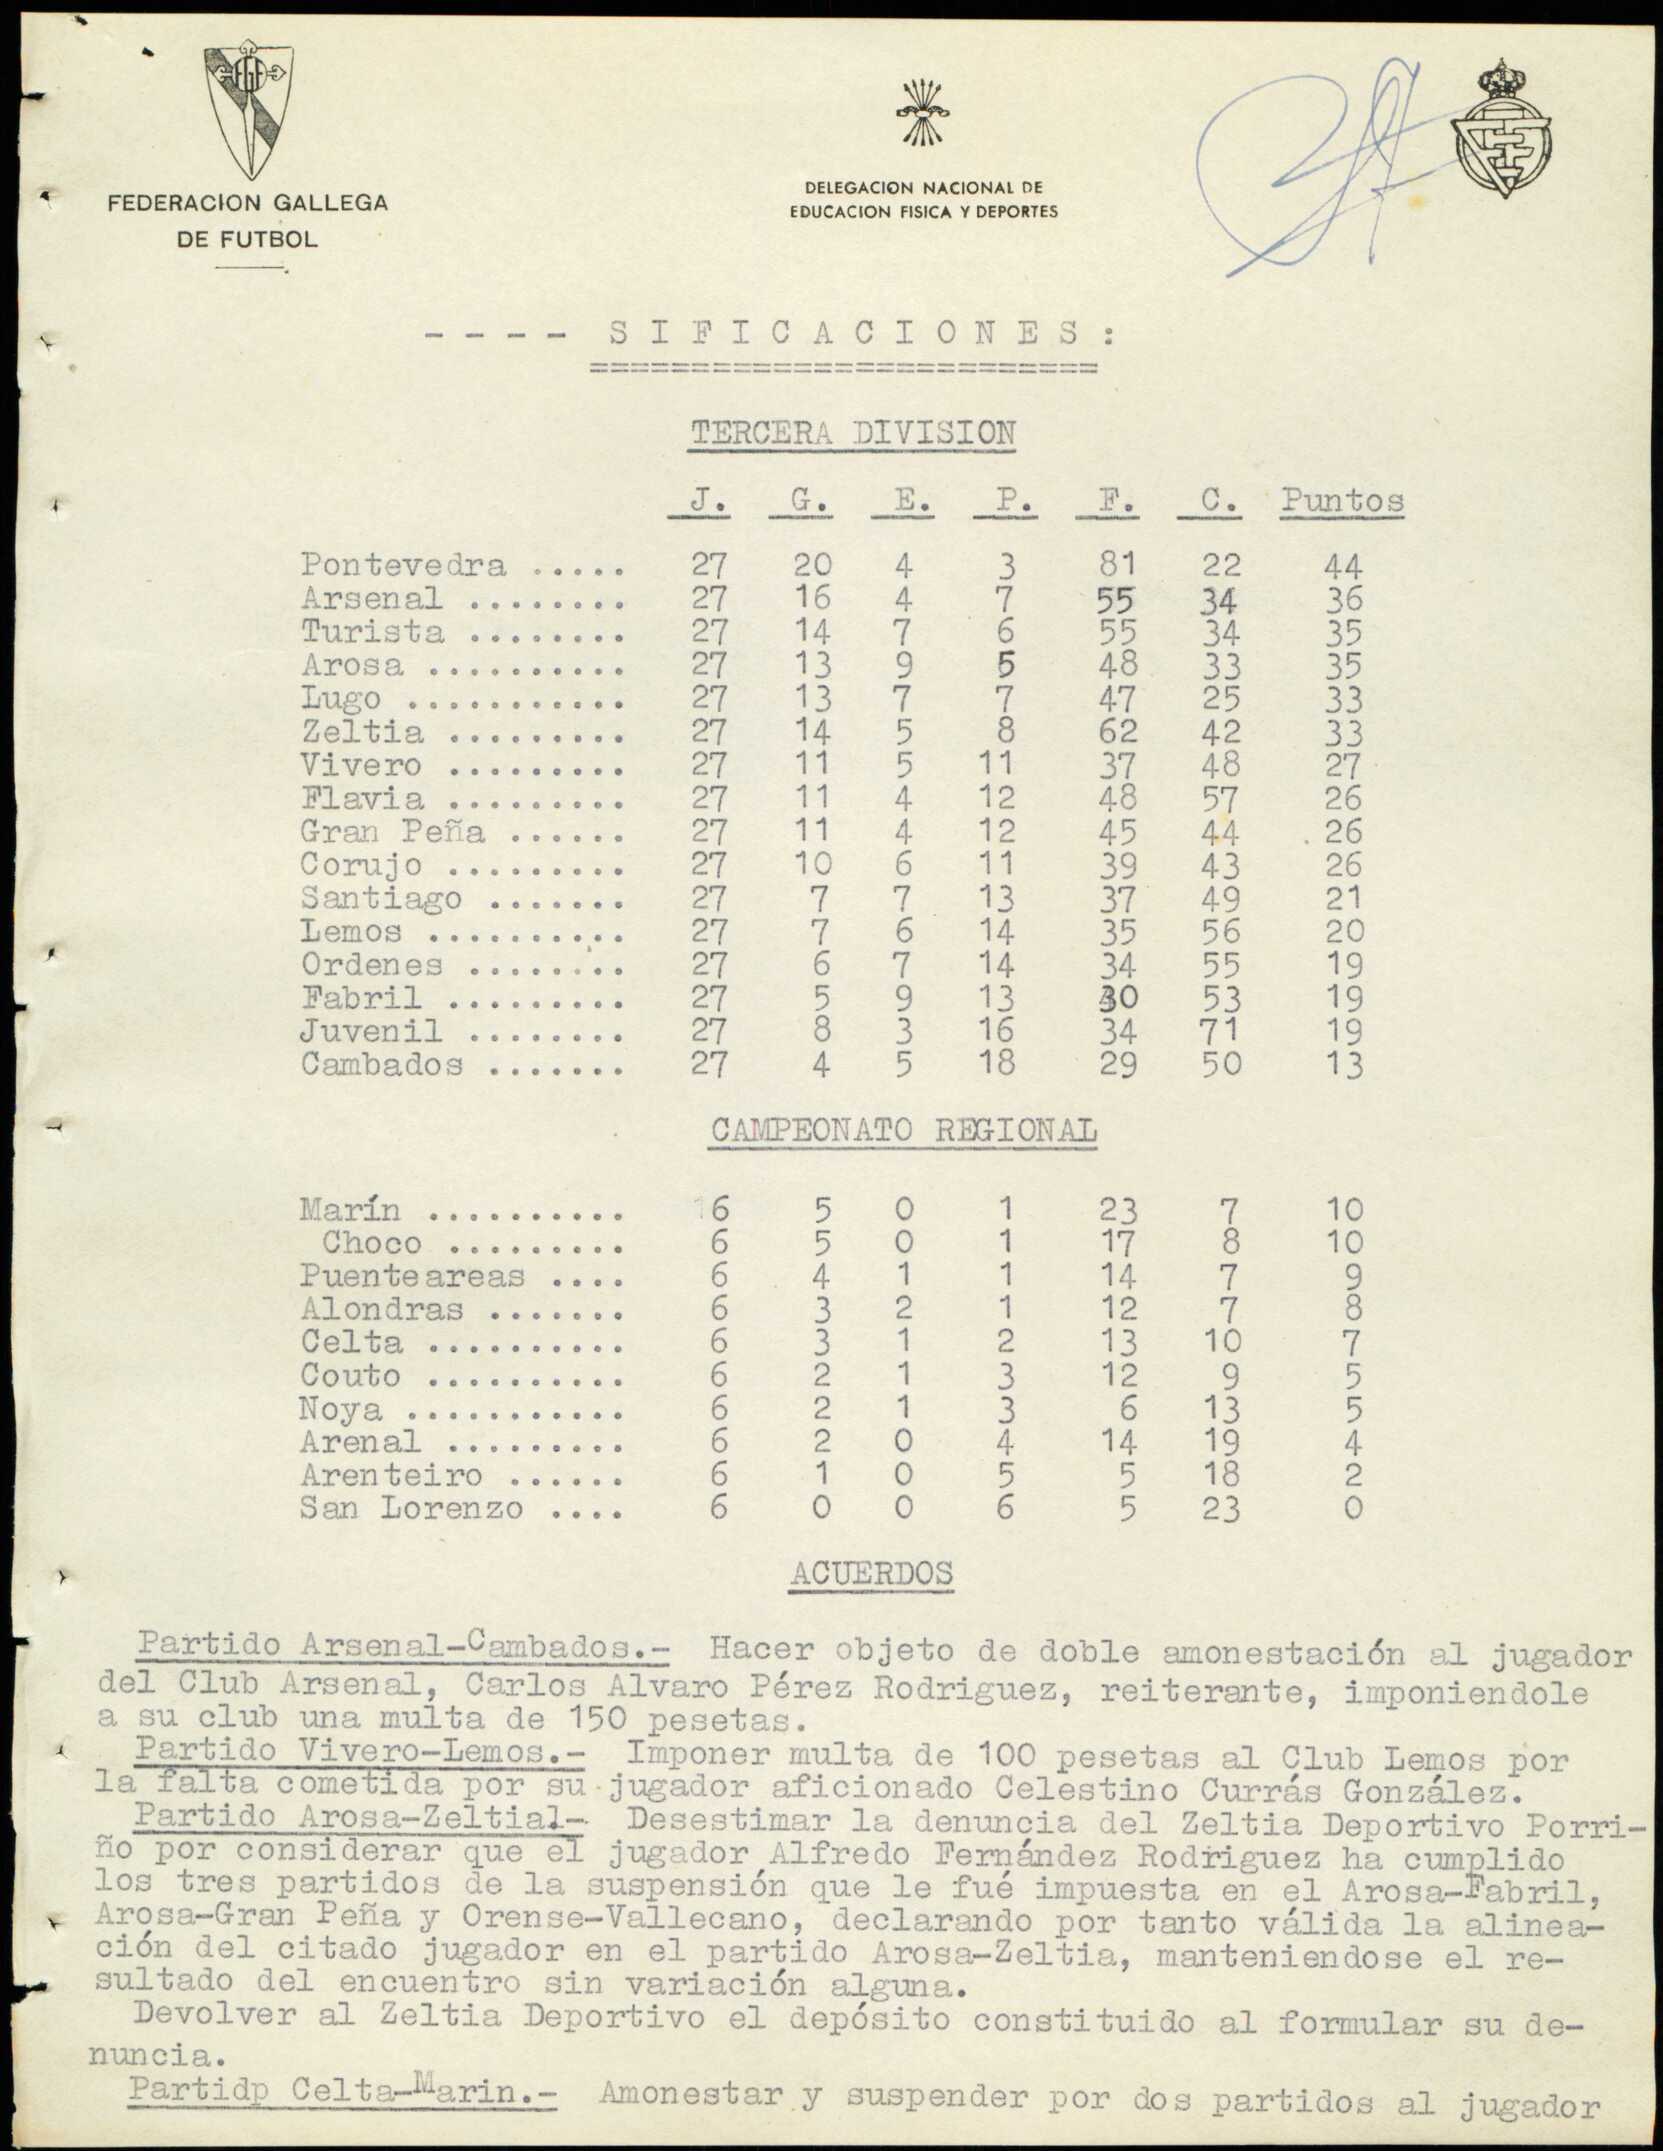 FEDERACION GALLEGA
DE FUTBOL
DELEGACION NACIONAL DE
EDUCACION FISICA Y DEPORTES
---- SIFICACIONES:
=========================
TERCERA DIVISION
J. G. E. P. F. C. Puntos
Pontevedra ..... 27 20 4 3 81 22 44
Arsenal ........ 27 16 4 7 55 34 36
Turista ........ 27 14 7 6 55 34 35
Arosa .......... 27 13 9 5 48 33 35
Lugo ........... 27 13 7 7 47 25 33
Zeltia ......... 27 14 5 8 62 42 33
Vivero ......... 27 11 5 11 37 48 27
Flavia ......... 27 11 4 12 48 57 26
Gran Peña ...... 27 11 4 12 45 44 26
Corujo ......... 27 10 6 11 39 43 26
Santiago ....... 27 7 7 13 37 49 21
Lemos .......... 27 7 6 14 35 56 20
Ordenes ........ 27 6 7 14 34 55 19
Fabril ......... 27 5 9 13 30 53 19
Juvenil ........ 27 8 3 16 34 71 19
Cambados ....... 27 4 5 18 29 50 13
CAMPEONATO REGIONAL
Marín .......... 6 5 0 1 23 7 10
Choco ......... 6 5 0 1 17 8 10
Puenteareas .... 6 4 1 1 14 7 9
Alondras ....... 6 3 2 1 12 7 8
Celta .......... 6 3 1 2 13 10 7
Couto .......... 6 2 1 3 12 9 5
Noya ........... 6 2 1 3 6 13 5
Arenal ......... 6 2 0 4 14 19 4
Arenteiro ...... 6 1 0 5 5 18 2
San Lorenzo .... 6 0 0 6 5 23 0
ACUERDOS
Partido Arsenal-Cambados.- Hacer objeto de doble amonestación al jugador
del Club Arsenal, Carlos Alvaro Pérez Rodriguez, reiterante, imponiendole
a su club una multa de 150 pesetas.
Partido Vivero-Lemos.- Imponer multa de 100 pesetas al Club Lemos por
la falta cometida por su jugador aficionado Celestino Currás González.
Partido Arosa-Zeltial- Desestimar la denuncia del Zeltia Deportivo Porri-
ño por considerar que el jugador Alfredo Fernández Rodriguez ha cumplido
los tres partidos de la suspensión que le fué impuesta en el Arosa-Fabril,
Arosa-Gran Peña y Orense-Vallecano, declarando por tanto válida la alinea-
ción del citado jugador en el partido Arosa-Zeltia, manteniendose el re-
sultado del encuentro sin variación alguna.
Devolver al Zeltia Deportivo el depósito constituido al formular su de-
nuncia.
Partidp Celta-Marin.- Amonestar y suspender por dos partidos al jugador